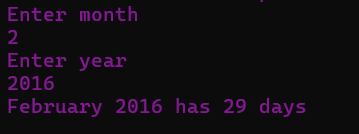 Enter month
2
Enter year
2016
February 2016 has 29 days